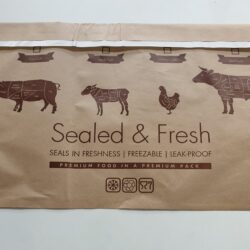 Sealed & Fresh
SEALS IN FRESHNESS | FREEZABLE | LEAK-PROOF
PREMIUM FOOD IN A PREMIUM PACK